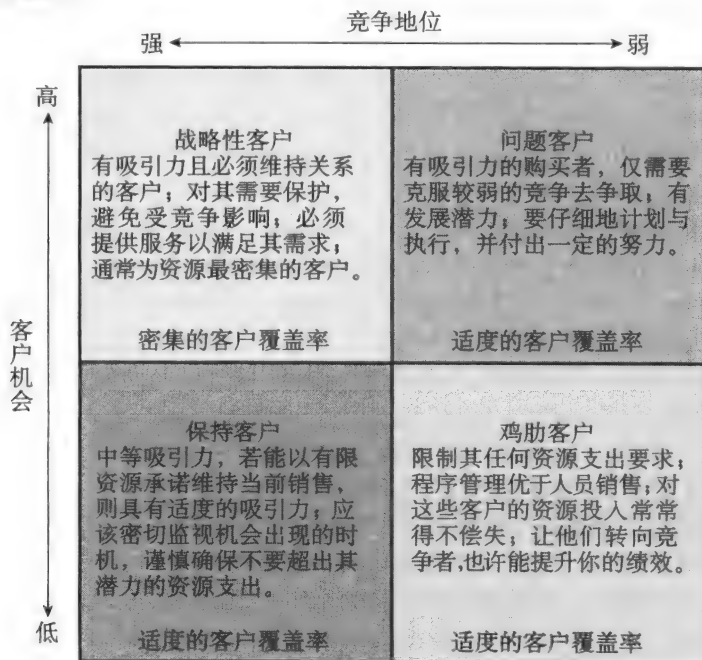 竞争地位
强 弱
高
客户机会
低
战略性客户
有吸引力且必须维持关系
的客户；对其需要保护，
避免受竞争影响；必须
提供服务以满足其需求；
通常为资源最密集的客户。
密集的客户覆盖率
问题客户
有吸引力的购买者，仅需要
克服较弱的竞争去争取；有
发展潜力；要仔细地计划与
执行，并付出一定的努力。
适度的客户覆盖率
保持客户
中等吸引力，若能以有限
资源承诺维持当前销售，
则具有适度的吸引力；应
该密切监视机会出现的时
机，谨慎确保不要超出其
潜力的资源支出。
适度的客户覆盖率
鸡肋客户
限制其任何资源支出要求；
程序管理优于人员销售；对
这些客户的资源投入常常
得不偿失；让他们转向竞
争者，也许能提升你的绩效。
适度的客户覆盖率